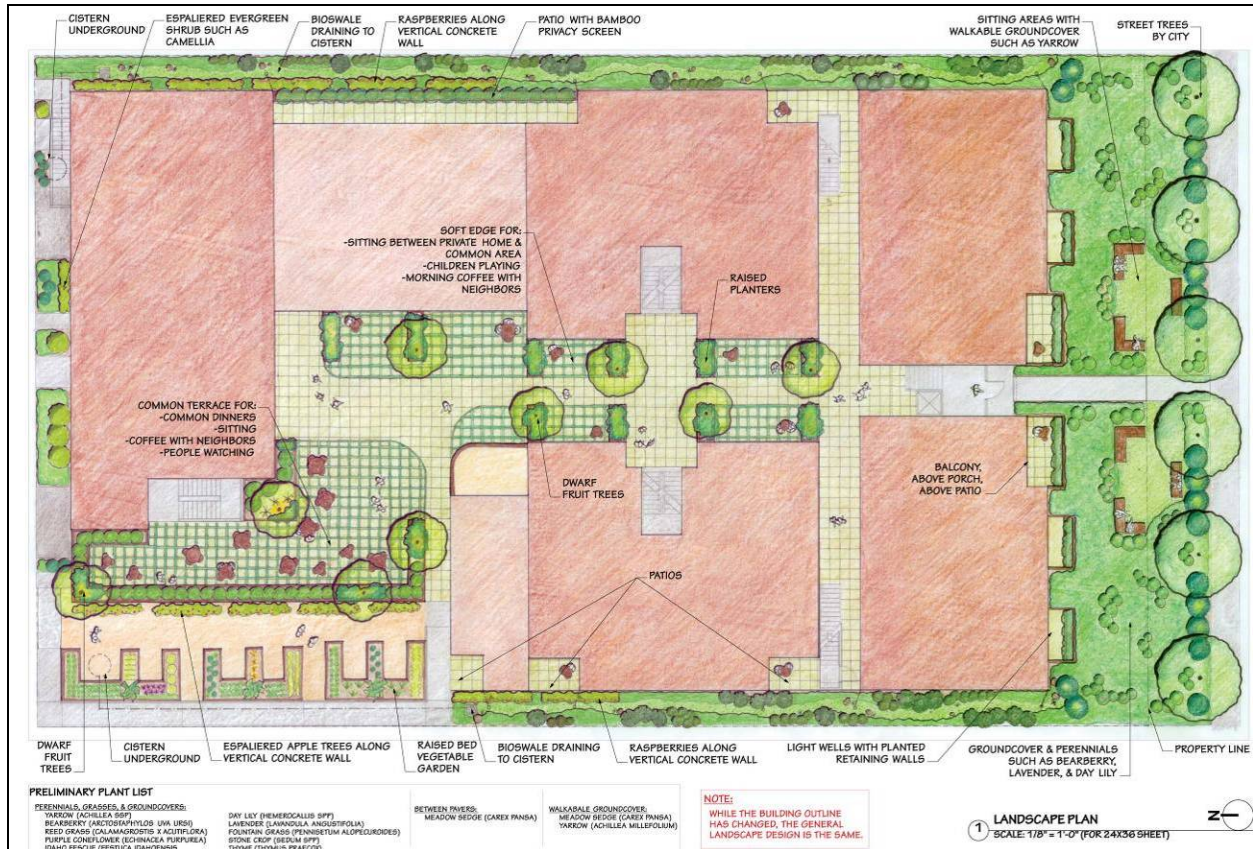 CISTERN
UNDERGROUND
ESPALIERED EVERGREEN
SHRUB SUCH AS
CAMELLIA
BIOSWALE
DRAINING TO
CISTERN
RASPBERRIES ALONG
VERTICAL CONCRETE
WALL
PATIO WITH BAMBOO
PRIVACY SCREEN
SITTING AREAS WITH
WALKABLE GROUNDCOVER
SUCH AS YARROW
STREET TREES
BY CITY
SOFT EDGE FOR:
-SITTING BETWEEN PRIVATE HOME &
COMMON AREA
-CHILDREN PLAYING
-MORNING COFFEE WITH
NEIGHBORS
RAISED
PLANTERS
COMMON TERRACE FOR:
-COMMON DINNERS
-SITTING
-COFFEE WITH NEIGHBORS
-PEOPLE WATCHING
DWARF
FRUIT TREES
BALCONY,
ABOVE PORCH,
ABOVE PATIO
PATIOS
DWARF
FRUIT
TREES
CISTERN
UNDERGROUND
ESPALIERED APPLE TREES ALONG
VERTICAL CONCRETE WALL
RAISED BED
VEGETABLE
GARDEN
BIOSWALE DRAINING
TO CISTERN
RASPBERRIES ALONG
VERTICAL CONCRETE WALL
LIGHT WELLS WITH PLANTED
RETAINING WALLS
GROUNDCOVER & PERENNIALS
SUCH AS BEARBERRY,
LAVENDER, & DAY LILY
PROPERTY LINE
PRELIMINARY PLANT LIST
PERENNIALS, GRASSES, & GROUNDCOVERS:
YARROW (ACHILLEA SSP)
BEARBERRY (ARCTOSTAPHYLOS UVA URSI)
REED GRASS (CALAMAGROSTIS X ACUTIFLORA)
PURPLE CONEFLOWER (ECHINACEA PURPUREA)
IDAHO FESCUE (FESTUCA IDAHOENSIS
DAY LILY (HEMEROCALLIS SPP)
LAVENDER (LAVANDULA ANGUSTIFOLIA)
FOUNTAIN GRASS (PENNISETUM ALOPECUROIDES)
STONE CROP (SEDUM SPP)
THYME (THYMUS PRAECOX)
BETWEEN PAVERS:
MEADOW SEDGE (CAREX PANSA)
WALKABALE GROUNDCOVER:
MEADOW SEDGE (CAREX PANSA)
YARROW (ACHILLEA MILLEFOLIUM)
NOTE:
WHILE THE BUILDING OUTLINE
HAS CHANGED, THE GENERAL
LANDSCAPE DESIGN IS THE SAME.
1 LANDSCAPE PLAN
SCALE: 1/8" = 1'-0" (FOR 24X36 SHEET)
N